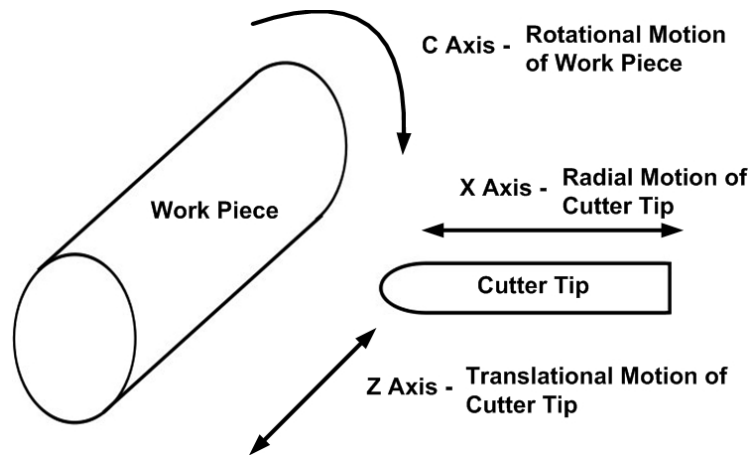 C Axis - Rotational Motion
of Work Piece
Work Piece
X Axis - Radial Motion of
Cutter Tip
Cutter Tip
Z Axis - Translational Motion of
Cutter Tip